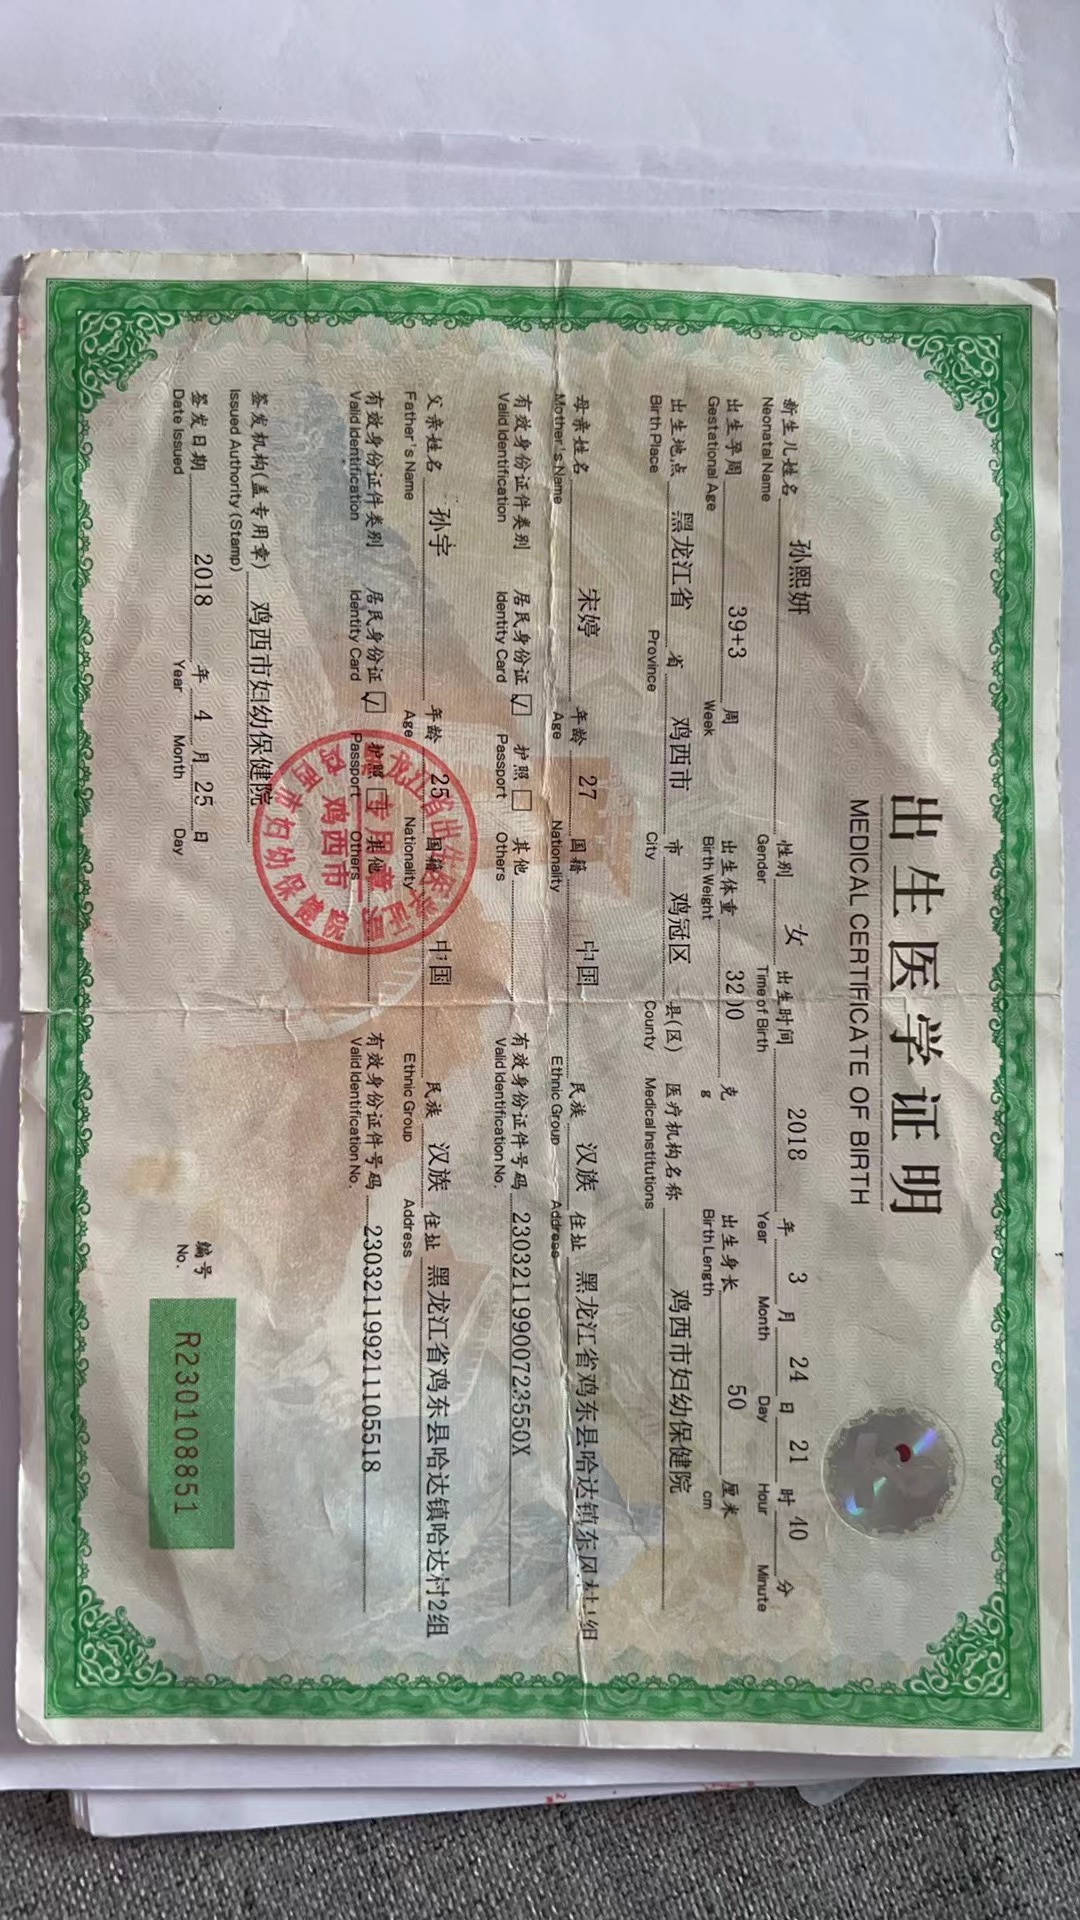 出生医学证明
MEDICAL CERTIFICATE OF BIRTH
新生儿姓名 孙熙妍 性别 女 出生时间 2018 年 3 月 24 日 21 时 40 分
Neonatal Name Gender Time of Birth Year Month Day Hour Minute
出生孕周 39+3 周 出生体重 3200 克 出生身长 50 厘米
Gestational Age Week Birth Weight g Birth Length cm
出生地点 黑龙江省 省 鸡西市 市 鸡冠区 县(区) 医疗机构名称 鸡西市妇幼保健院
Birth Place Province City County Medical Institutions
母亲姓名 宋婷 年龄 27 国籍 中国 民族 汉族 住址 黑龙江省鸡东县哈达镇东风村 组
Mother's Name Age Nationality Ethnic Group Address
有效身份证件类别 居民身份证 ☑ 护照 □ 其他 有效身份证件号码 23032119900723550X
Valid Identification Identity Card Passport Others Valid Identification No.
父亲姓名 孙宇 年龄 25 国籍 中国 民族 汉族 住址 黑龙江省鸡东县哈达镇哈达村2组
Father's Name Age Nationality Ethnic Group Address
有效身份证件类别 居民身份证 ☑ 护照 □ 其他 有效身份证件号码 230321199211105518
Valid Identification Identity Card Passport Others Valid Identification No.
签发机构(盖专用章) 鸡西市妇幼保健院
Issued Authority (Stamp)
签发日期 2018 年 4 月 25 日
Date Issued Year Month Day
编号
No.
R230108851
鸡西市
专用章
妇幼保健院